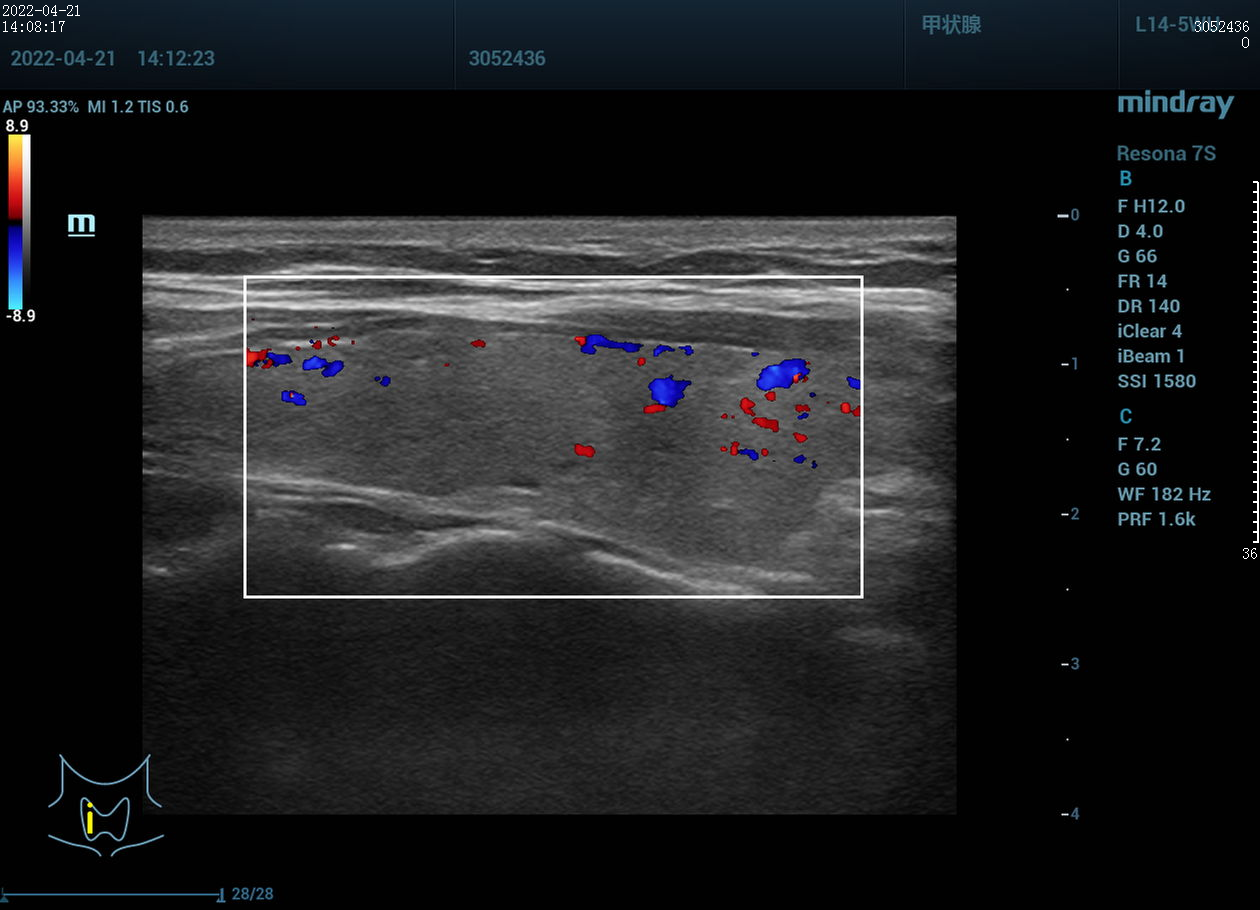 2022-04-21
14:08:17
甲状腺
3052436
0
2022-04-21 14:12:23
3052436
AP 93.33% MI 1.2 TIS 0.6
8.9
-8.9
m
mindray
Resona 7S
B
F H12.0
D 4.0
G 66
FR 14
DR 140
iClear 4
iBeam 1
SSI 1580
C
F 7.2
G 60
WF 182 Hz
PRF 1.6k
0
1
2
3
4
36
28/28